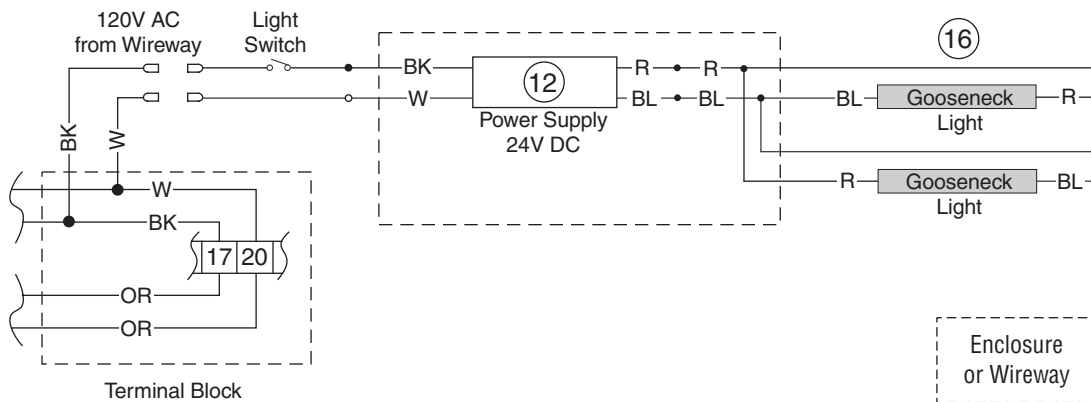 120V AC
from Wireway
Light
Switch
16
BK
12
R
R
W
BL
BL
BL
Gooseneck
R
Light
Power Supply
24V DC
BK
W
W
R
Gooseneck
BL
Light
BK
17
20
OR
OR
Terminal Block
Enclosure
or Wireway